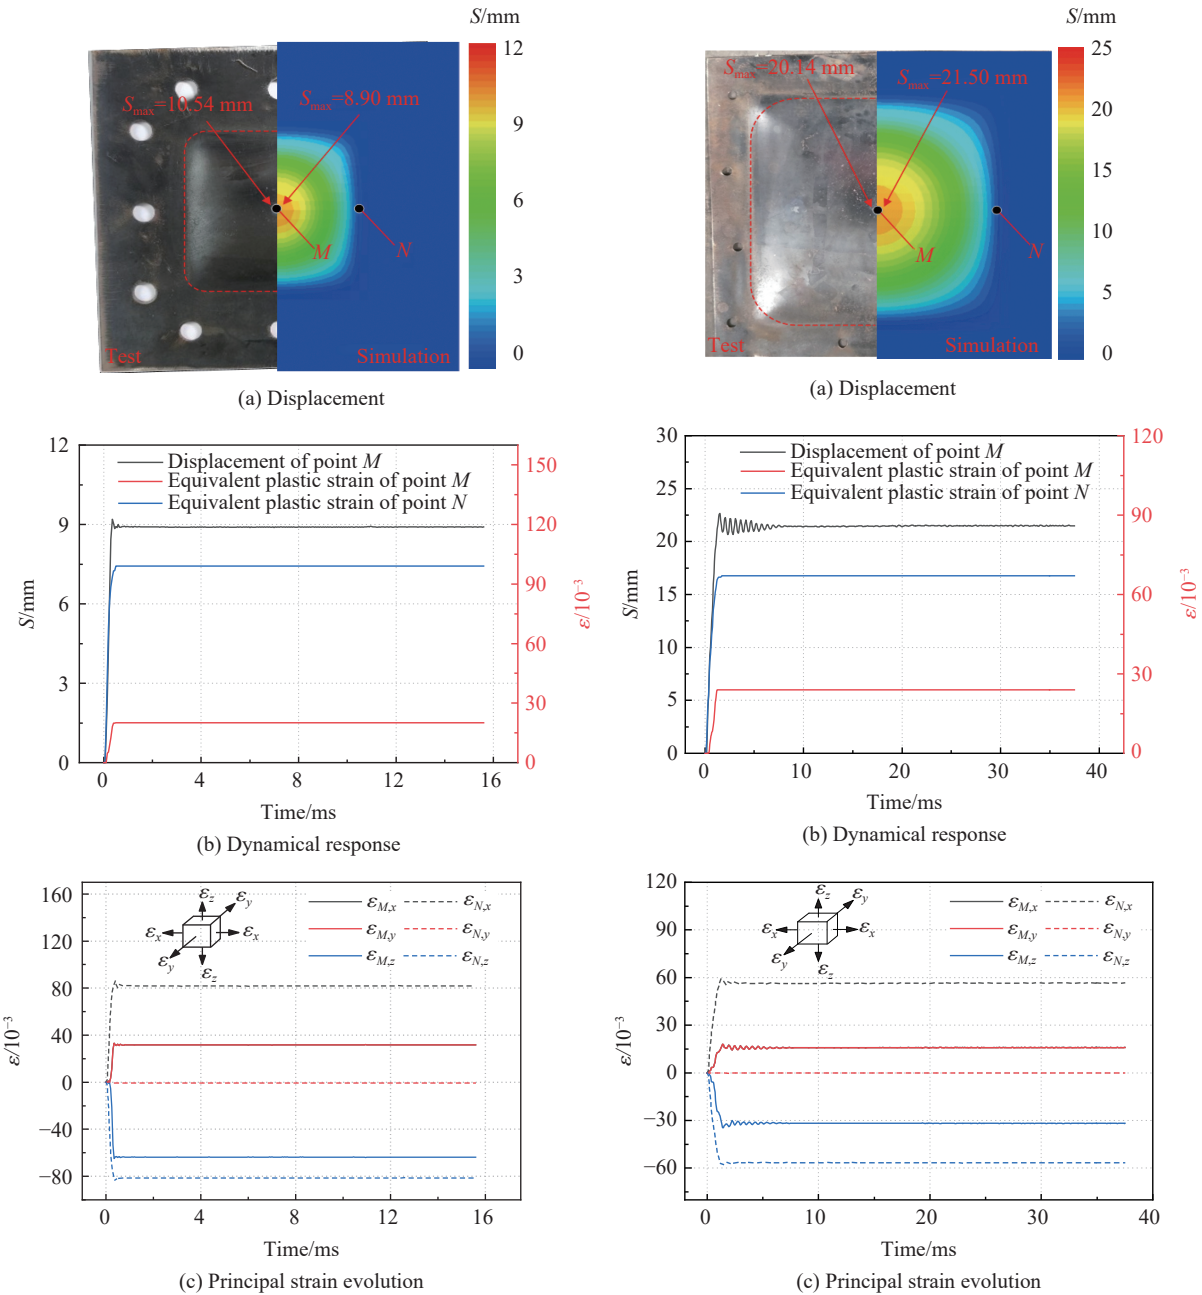 S/mm
12
9
6
3
0
Smax=10.54 mm
Smax=8.90 mm
M
N
Test
Simulation
(a) Displacement
S/mm
25
20
15
10
5
0
Smax=20.14 mm
Smax=21.50 mm
M
N
Test
Simulation
(a) Displacement
12
9
6
3
0
S/mm
Displacement of point M
Equivalent plastic strain of point M
Equivalent plastic strain of point N
150
120
90
60
30
0
ε/10⁻³
0 4 8 12 16
Time/ms
(b) Dynamical response
30
25
20
15
10
5
0
S/mm
Displacement of point M
Equivalent plastic strain of point M
Equivalent plastic strain of point N
120
90
60
30
0
ε/10⁻³
0 10 20 30 40
Time/ms
(b) Dynamical response
160
120
80
40
0
−40
−80
ε/10⁻³
εz
εy
εx
εx
εy
εz
εM,x εN,x
εM,y εN,y
εM,z εN,z
0 4 8 12 16
Time/ms
(c) Principal strain evolution
120
90
60
30
0
−30
−60
ε/10⁻³
εz
εy
εx
εx
εy
εz
εM,x εN,x
εM,y εN,y
εM,z εN,z
0 10 20 30 40
Time/ms
(c) Principal strain evolution